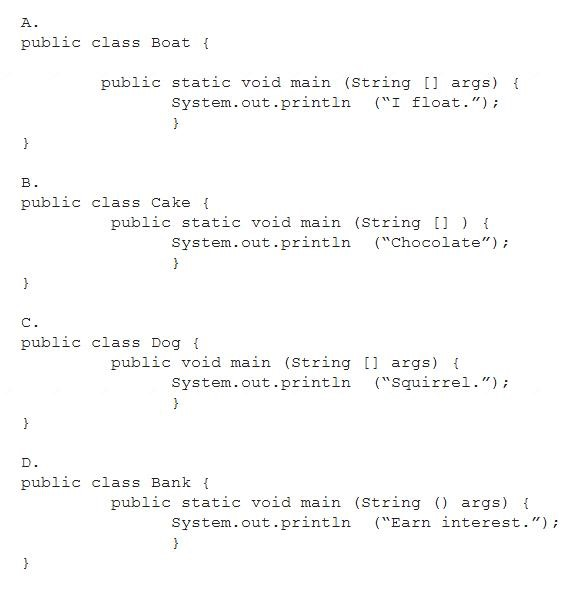 A.
public class Boat {
public static void main (String [] args) {
System.out.println (“I float.”);
}
}
B.
public class Cake {
public static void main (String [] ) {
System.out.println (“Chocolate”);
}
}
C.
public class Dog {
public void main (String [] args) {
System.out.println (“Squirrel.”);
}
}
D.
public class Bank {
public static void main (String () args) {
System.out.println (“Earn interest.”);
}
}